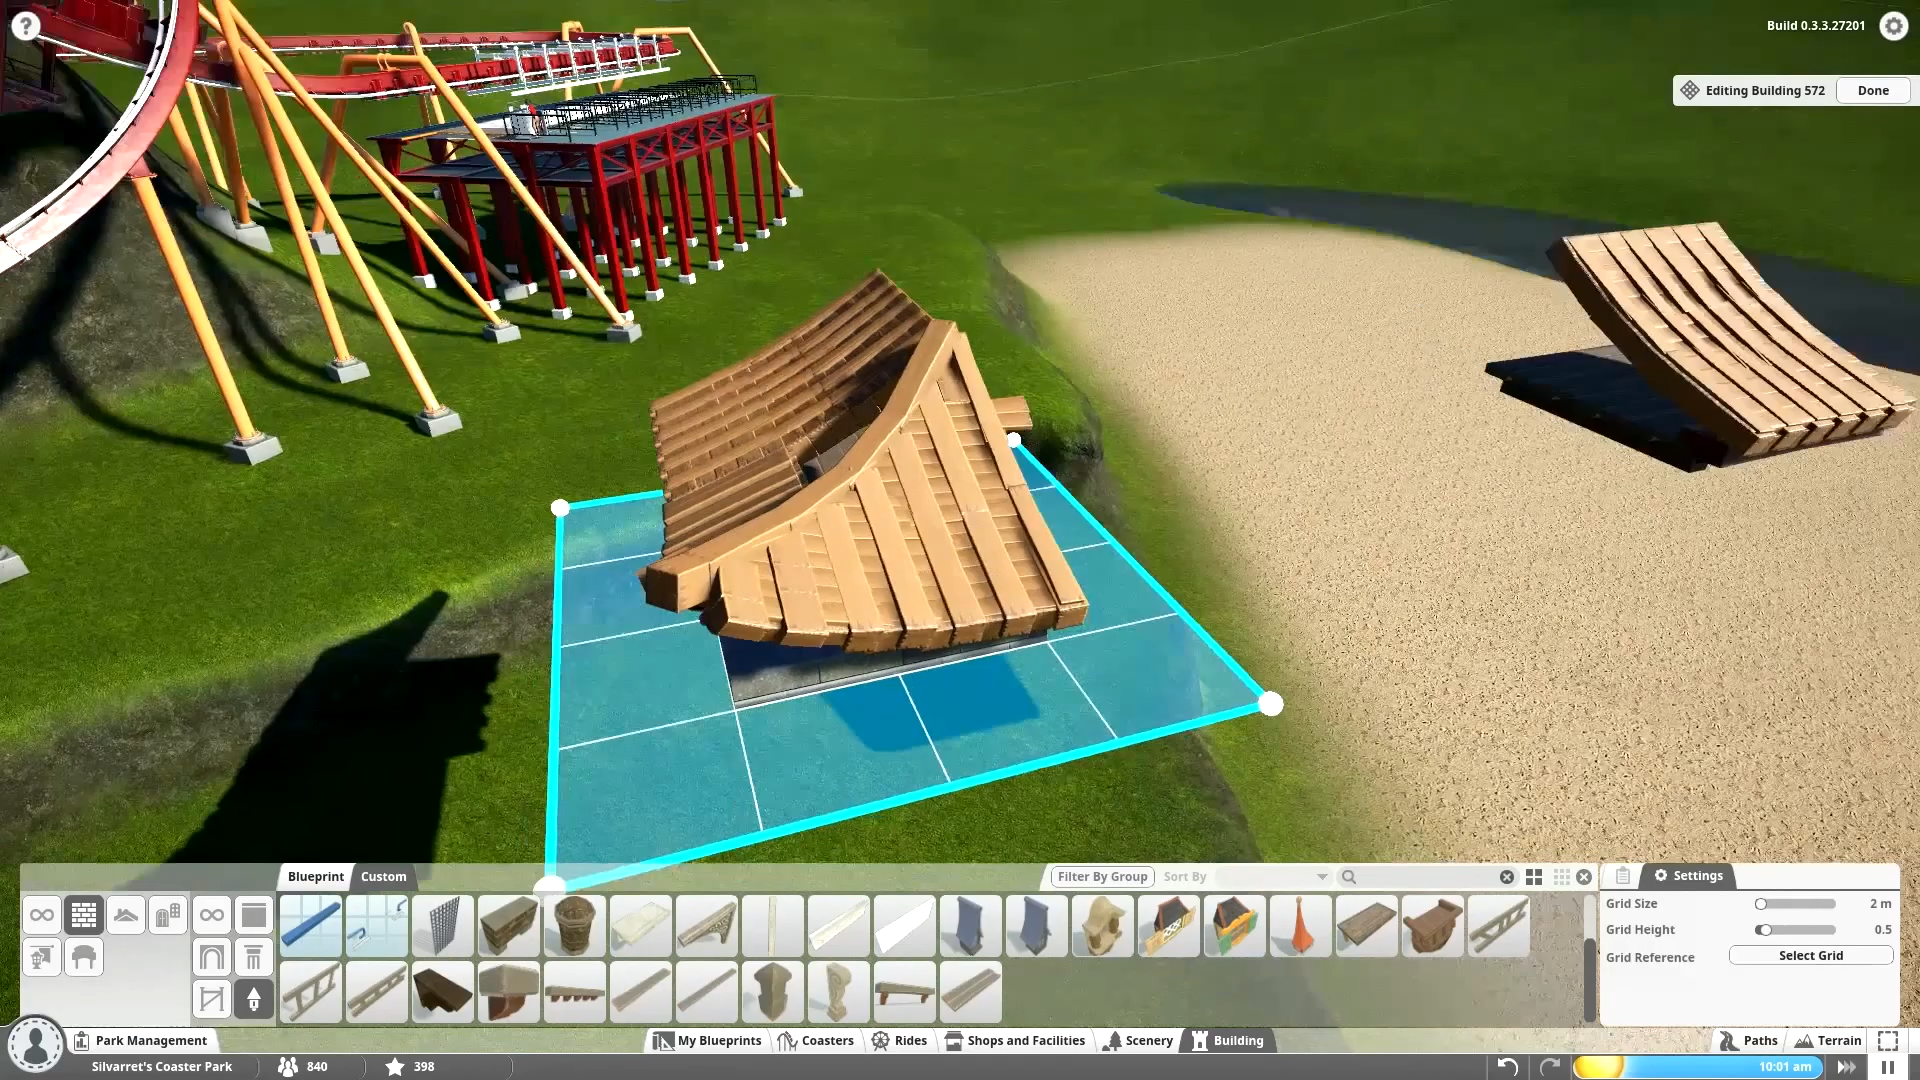 ?
Build 0.3.3.27201
Editing Building 572
Done
Blueprint
Custom
Filter By Group
Sort By
Settings
Grid Size
2 m
Grid Height
0.5
Grid Reference
Select Grid
Park Management
My Blueprints
Coasters
Rides
Shops and Facilities
Scenery
Building
Paths
Terrain
Silvarret's Coaster Park
840
398
10:01 am